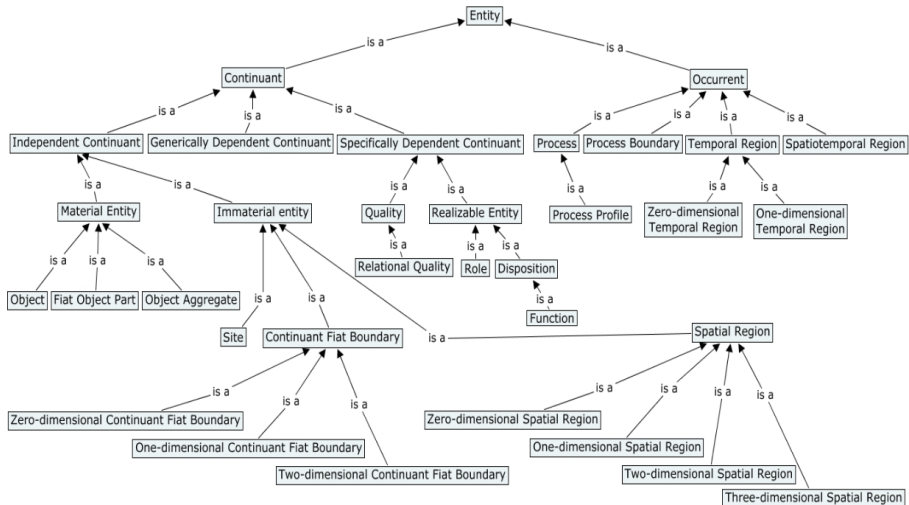 Entity
is a
is a
Continuant
Occurrent
is a
is a
is a
is a
is a
is a
is a
Independent Continuant
Generically Dependent Continuant
Specifically Dependent Continuant
Process
Process Boundary
Temporal Region
Spatiotemporal Region
is a
is a
is a
is a
is a
is a
is a
Material Entity
Immaterial entity
Quality
Realizable Entity
Process Profile
Zero-dimensional
Temporal Region
One-dimensional
Temporal Region
is a
is a
is a
is a
is a
is a
Relational Quality
Role
Disposition
Object
Fiat Object Part
Object Aggregate
is a
is a
is a
Function
Site
Continuant Fiat Boundary
is a
Spatial Region
is a
is a
is a
is a
is a
is a
is a
Zero-dimensional Continuant Fiat Boundary
Zero-dimensional Spatial Region
One-dimensional Continuant Fiat Boundary
One-dimensional Spatial Region
Two-dimensional Continuant Fiat Boundary
Two-dimensional Spatial Region
Three-dimensional Spatial Region